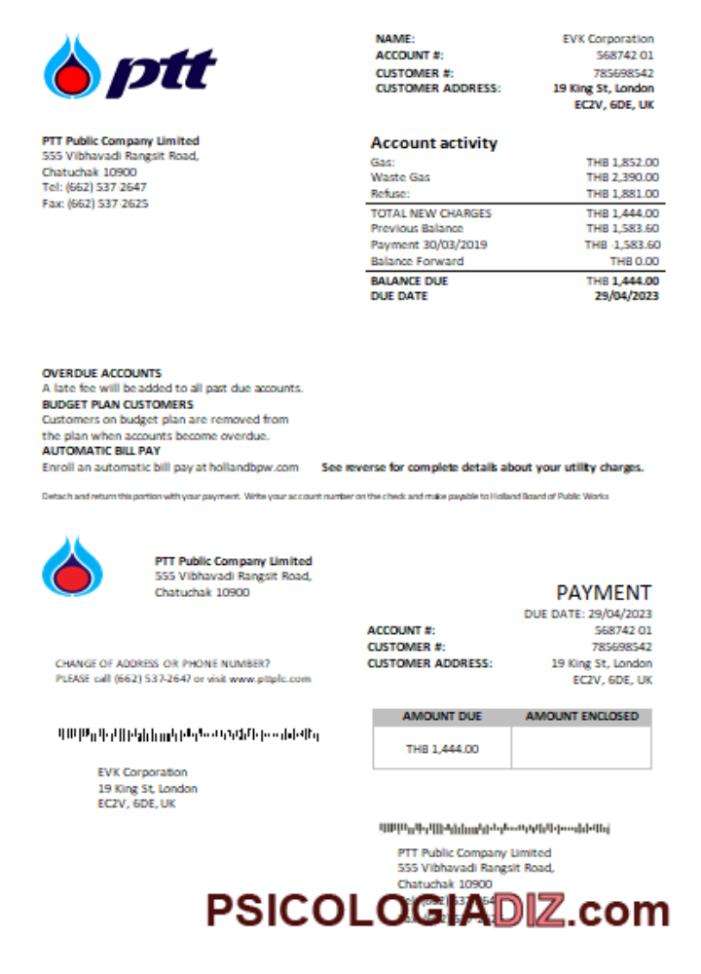 ptt
NAME: EVK Corporation
ACCOUNT #: 568742 01
CUSTOMER #: 785698542
CUSTOMER ADDRESS: 19 King St, London
EC2V, 6DE, UK
PTT Public Company Limited
555 Vibhavadi Rangsit Road,
Chatuchak 10900
Tel: (662) 537 2647
Fax: (662) 537 2625
Account activity
Gas: THB 1,852.00
Waste Gas THB 2,390.00
Refuse: THB 1,881.00
TOTAL NEW CHARGES THB 1,444.00
Previous Balance THB 1,583.60
Payment 30/03/2019 THB -1,583.60
Balance Forward THB 0.00
BALANCE DUE THB 1,444.00
DUE DATE 29/04/2023
OVERDUE ACCOUNTS
A late fee will be added to all past due accounts.
BUDGET PLAN CUSTOMERS
Customers on budget plan are removed from
the plan when accounts become overdue.
AUTOMATIC BILL PAY
Enroll an automatic bill pay at hollandbpw.com See reverse for complete details about your utility charges.
Detach and return this portion with your payment. Write your account number on the check and make payable to Holland Board of Public Works
PTT Public Company Limited
555 Vibhavadi Rangsit Road,
Chatuchak 10900
PAYMENT
DUE DATE: 29/04/2023
ACCOUNT #: 568742 01
CUSTOMER #: 785698542
CUSTOMER ADDRESS: 19 King St, London
EC2V, 6DE, UK
CHANGE OF ADDRESS OR PHONE NUMBER?
PLEASE call (662) 537-2647 or visit www.pttplc.com
AMOUNT DUE AMOUNT ENCLOSED
THB 1,444.00
EVK Corporation
19 King St, London
EC2V, 6DE, UK
PTT Public Company Limited
555 Vibhavadi Rangsit Road,
Chatuchak 10900
PSICOLOGIADIZ.com